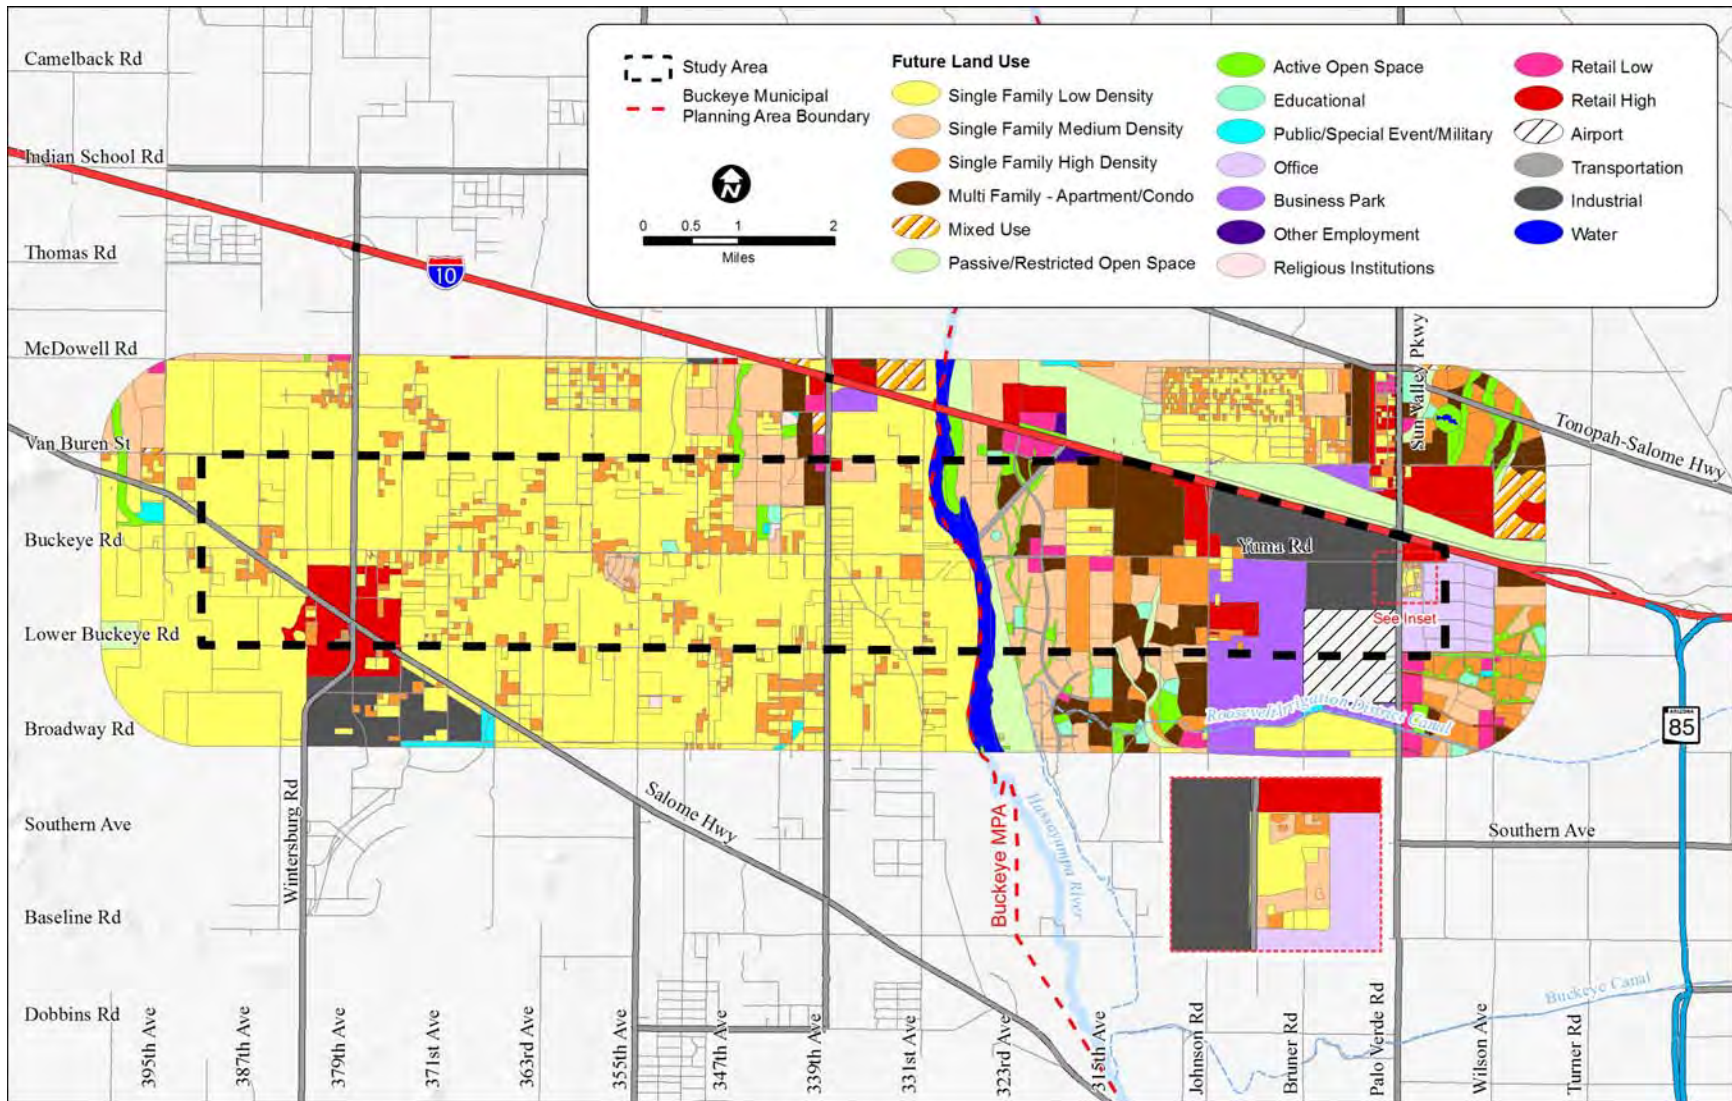 Camelback Rd
Indian School Rd
Thomas Rd
McDowell Rd
Van Buren St
Buckeye Rd
Lower Buckeye Rd
Broadway Rd
Southern Ave
Baseline Rd
Dobbins Rd
Study Area
Buckeye Municipal
Planning Area Boundary
N
0 0.5 1 2
Miles
Future Land Use
Single Family Low Density
Single Family Medium Density
Single Family High Density
Multi Family - Apartment/Condo
Mixed Use
Passive/Restricted Open Space
Active Open Space
Educational
Public/Special Event/Military
Office
Business Park
Other Employment
Religious Institutions
Retail Low
Retail High
Airport
Transportation
Industrial
Water
10
Sun Valley Pkwy
Tonopah-Salome Hwy
Yuma Rd
See Inset
Roosevelt Irrigation District Canal
ARIZONA
85
Wintersburg Rd
Salome Hwy
Buckeye MPA
Hassayampa River
Southern Ave
Buckeye Canal
395th Ave
387th Ave
379th Ave
371st Ave
363rd Ave
355th Ave
347th Ave
339th Ave
331st Ave
323rd Ave
315th Ave
Johnson Rd
Bruner Rd
Palo Verde Rd
Wilson Ave
Turner Rd